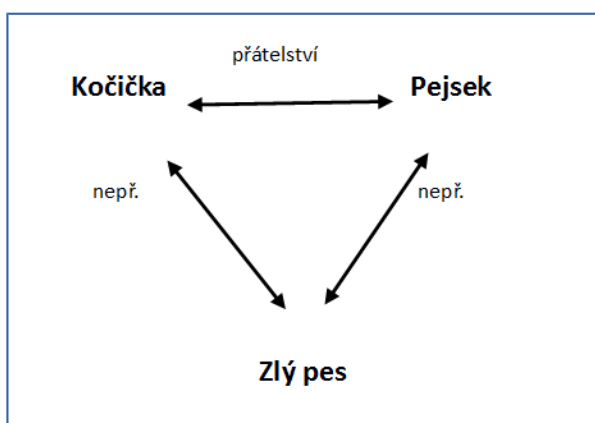 přátelství
Kočička
Pejsek
nepř.
nepř.
Zlý pes